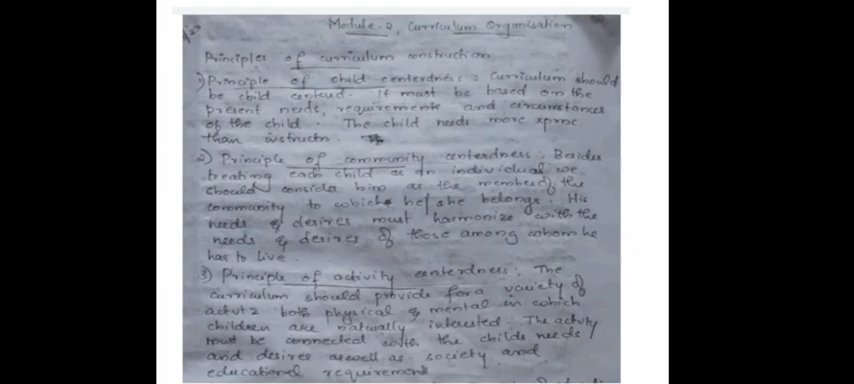 Module-2, Curriculum Organisation
Principles of curriculum construction
1) Principle of child centerdness: Curriculum should
be child centred. It must be based on the
present needs, requirements and circumstances
of the child. The child needs more xprnc
than instructn.
2) Principle of community centerdness: Besides
treating each child as an individual we
should consider him as the member of the
community to which he/she belongs. His
needs & desires must harmonize with the
needs & desires of those among whom he
has to live.
3) Principle of activity centerdness: The
curriculum should provide for a variety of
actvts both physical & mental in which
children are naturally interested. The actvty
must be connected with the childs needs
and desires aswell as society and
educational requirement